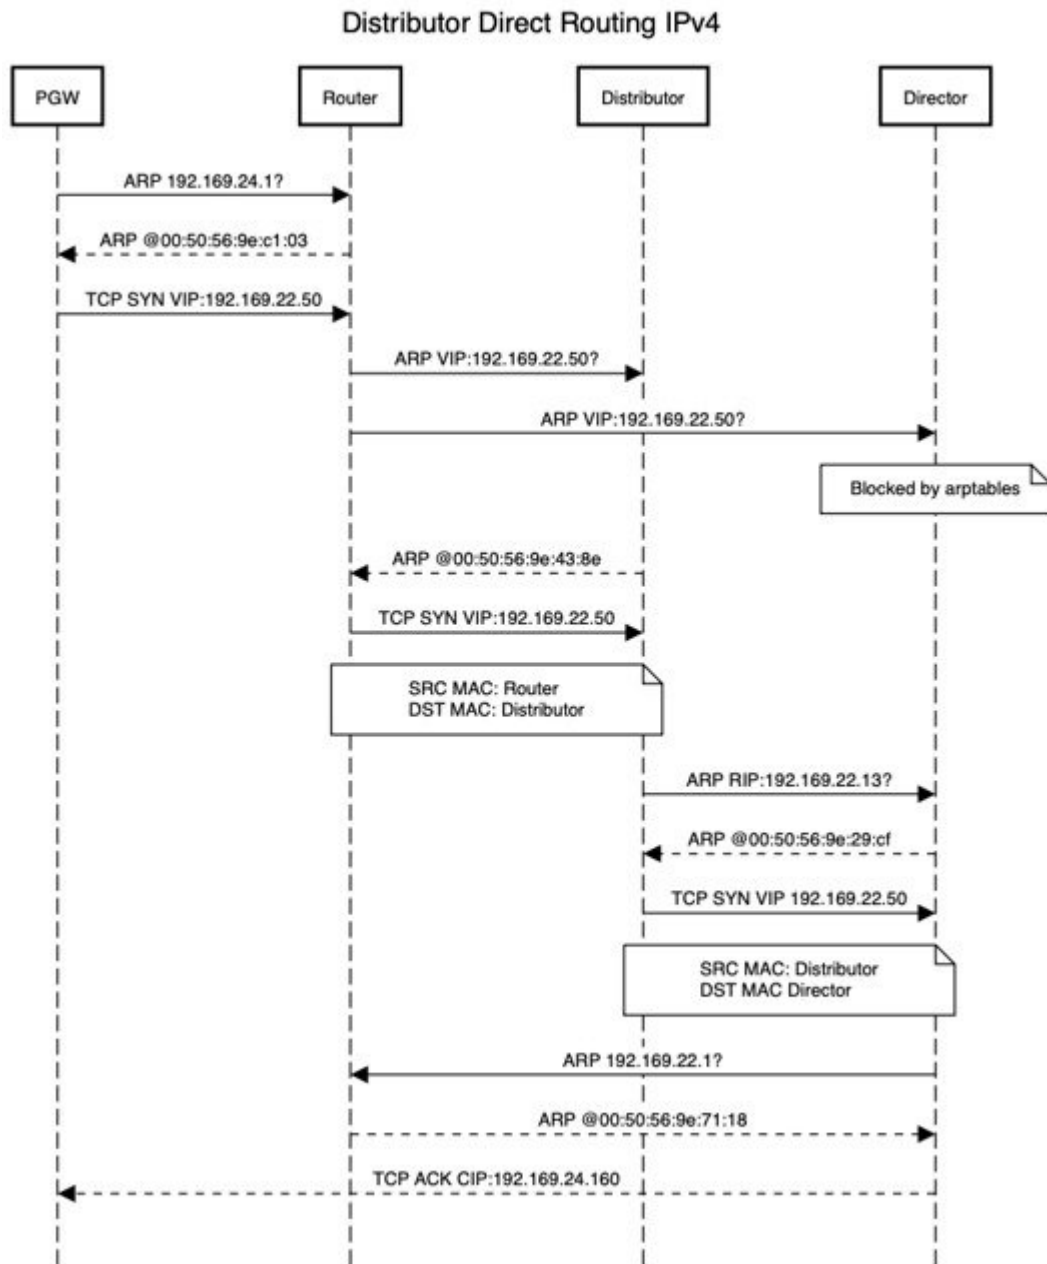 Distributor Direct Routing IPv4
PGW
Router
Distributor
Director
ARP 192.169.24.1?
ARP @00:50:56:9e:c1:03
TCP SYN VIP:192.169.22.50
ARP VIP:192.169.22.50?
ARP VIP:192.169.22.50?
Blocked by arptables
ARP @00:50:56:9e:43:8e
TCP SYN VIP:192.169.22.50
SRC MAC: Router
DST MAC: Distributor
ARP RIP:192.169.22.13?
ARP @00:50:56:9e:29:cf
TCP SYN VIP 192.169.22.50
SRC MAC: Distributor
DST MAC Director
ARP 192.169.22.1?
ARP @00:50:56:9e:71:18
TCP ACK CIP:192.169.24.160